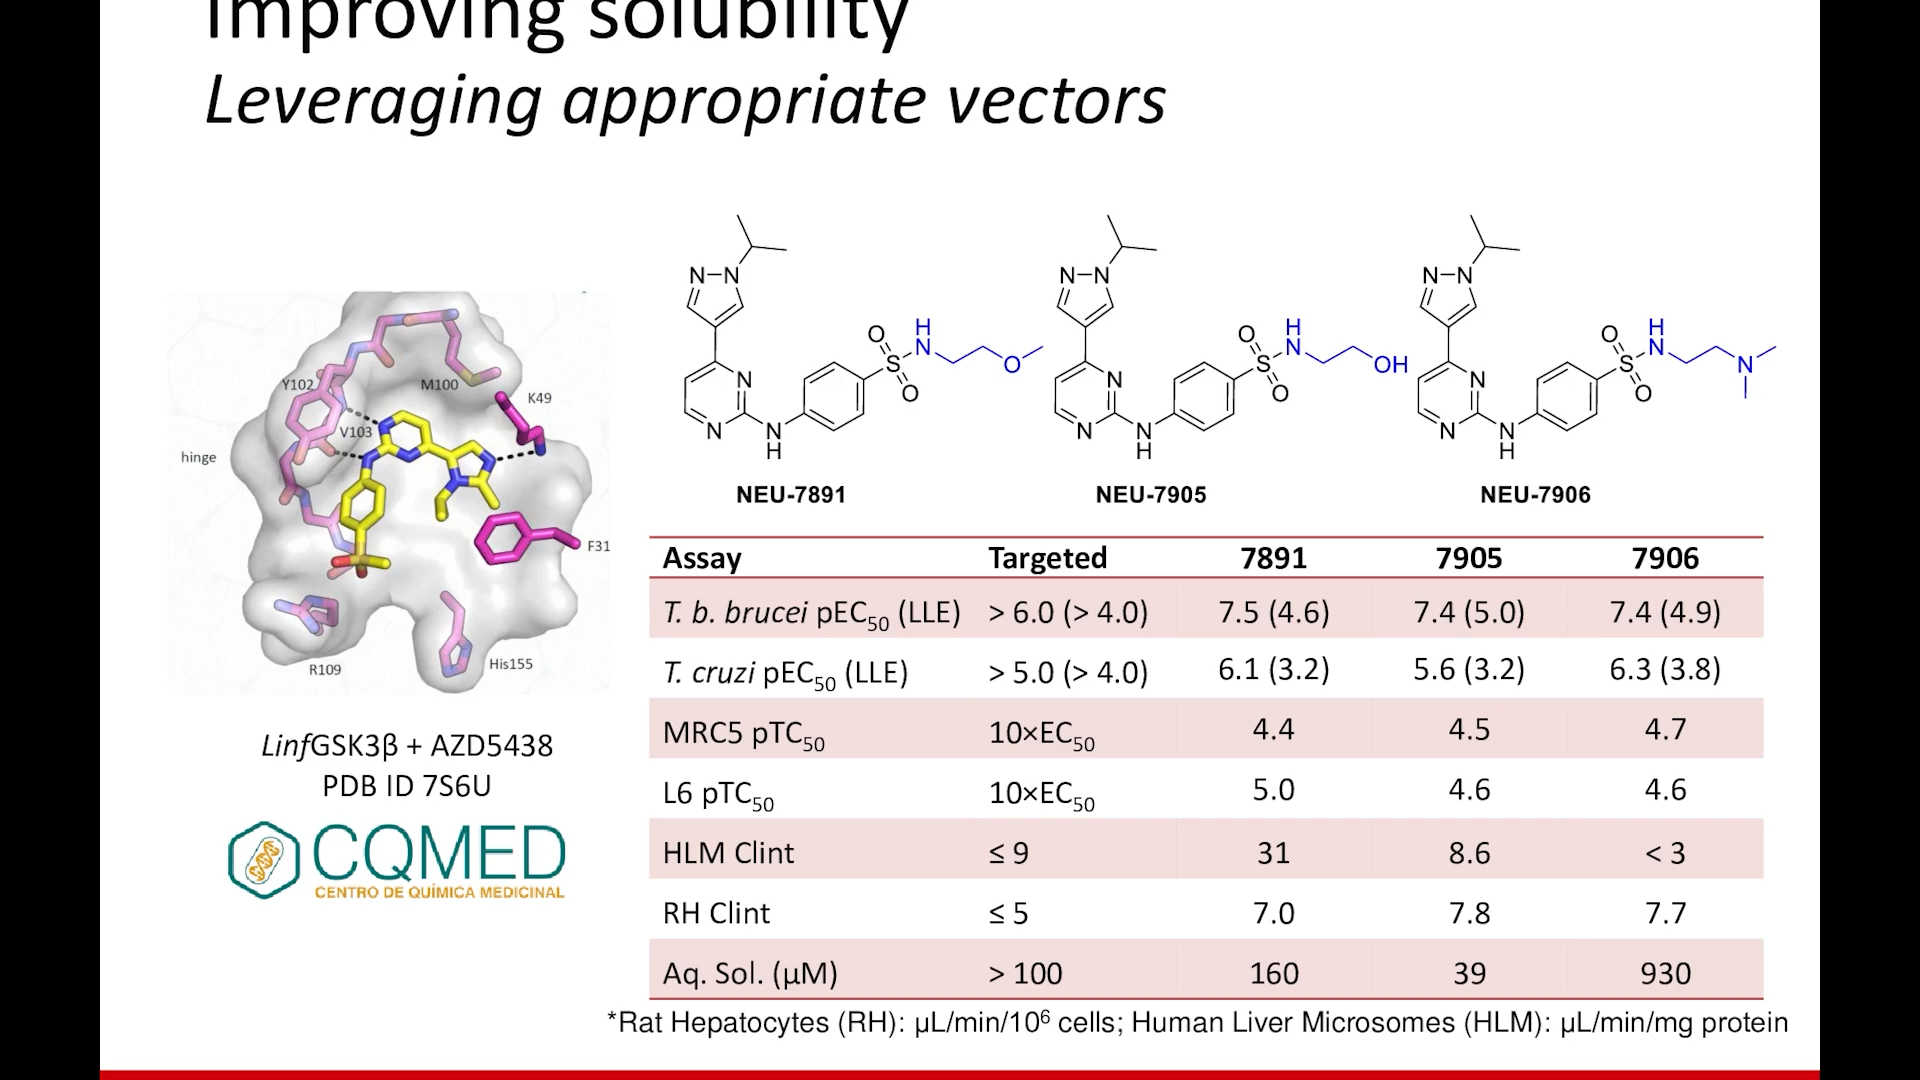 Improving solubility
Leveraging appropriate vectors
Y102
M100
K49
V103
hinge
F31
R109
His155
LinfGSK3β + AZD5438
PDB ID 7S6U
CQMED
CENTRO DE QUÍMICA MEDICINAL
N N
N
N
N
H
S
O
O
H
N
O
NEU-7891
N N
N
N
N
H
S
O
O
H
N
OH
NEU-7905
N N
N
N
N
H
S
O
O
H
N
N
NEU-7906
Assay Targeted 7891 7905 7906
T. b. brucei pEC50 (LLE) > 6.0 (> 4.0) 7.5 (4.6) 7.4 (5.0) 7.4 (4.9)
T. cruzi pEC50 (LLE) > 5.0 (> 4.0) 6.1 (3.2) 5.6 (3.2) 6.3 (3.8)
MRC5 pTC50 10×EC50 4.4 4.5 4.7
L6 pTC50 10×EC50 5.0 4.6 4.6
HLM Clint ≤ 9 31 8.6 < 3
RH Clint ≤ 5 7.0 7.8 7.7
Aq. Sol. (µM) > 100 160 39 930
*Rat Hepatocytes (RH): µL/min/10⁶ cells; Human Liver Microsomes (HLM): µL/min/mg protein